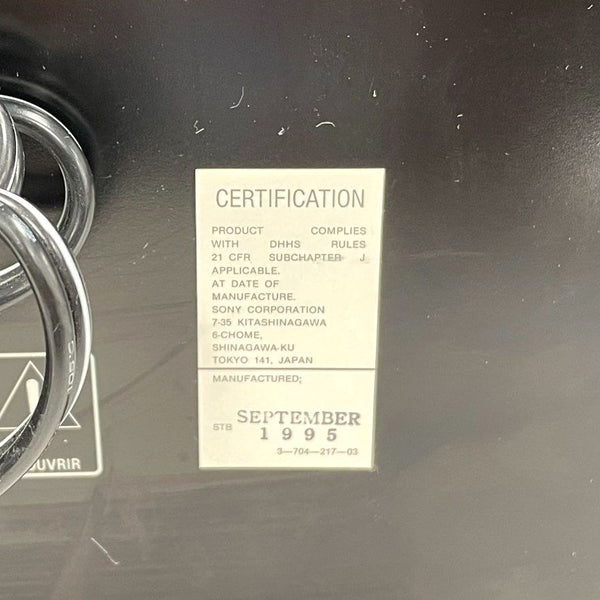 CERTIFICATION
PRODUCT COMPLIES
WITH DHHS RULES
21 CFR SUBCHAPTER J
APPLICABLE.
AT DATE OF
MANUFACTURE.
SONY CORPORATION
7-35 KITASHINAGAWA
6-CHOME,
SHINAGAWA-KU
TOKYO 141, JAPAN
MANUFACTURED;
STB SEPTEMBER
1995
3—704—217—03
105°C
OUVRIR